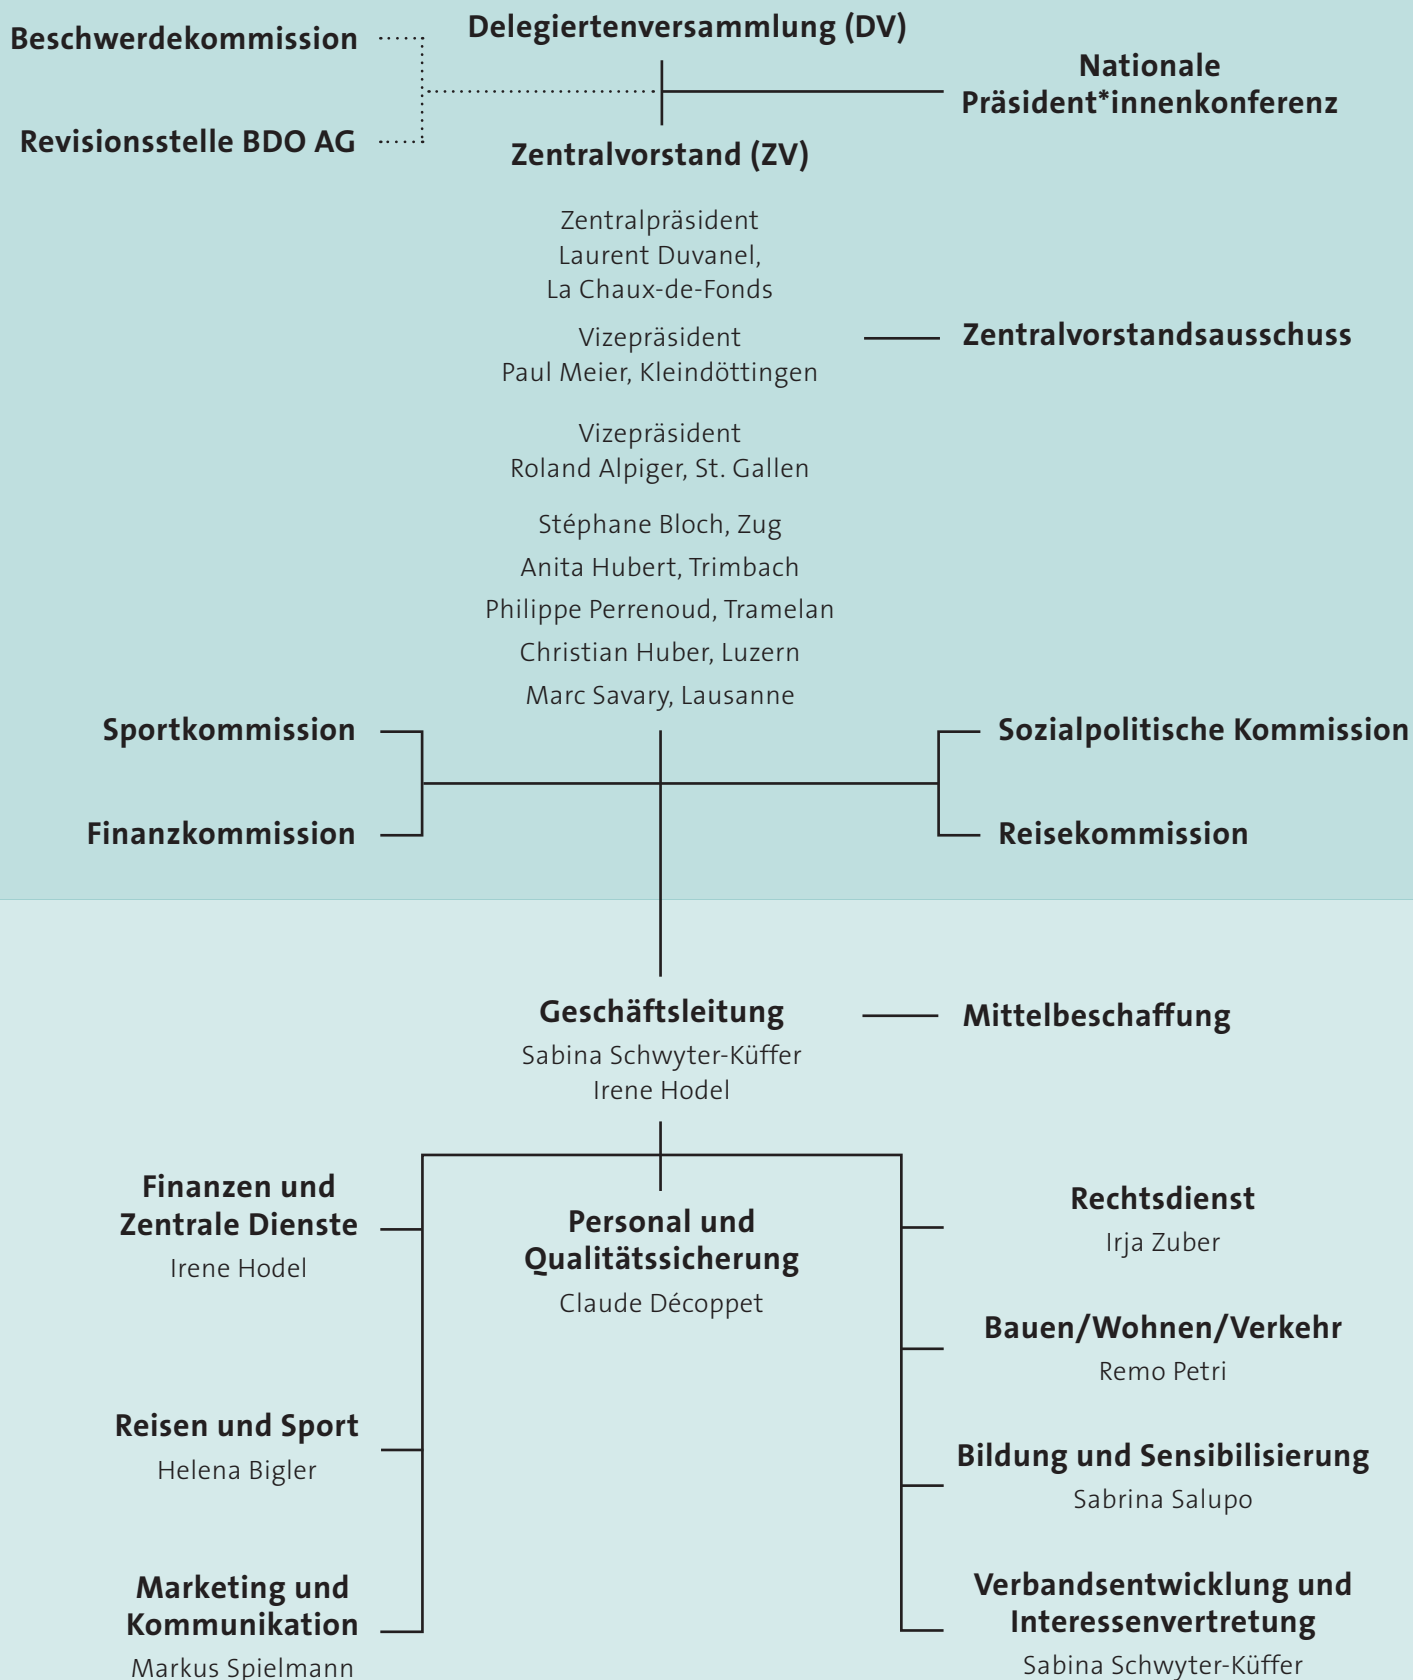 Beschwerdekommission
Revisionsstelle BDO AG
Delegiertenversammlung (DV)
Nationale
Präsident*innenkonferenz
Zentralvorstand (ZV)
Zentralpräsident
Laurent Duvanel,
La Chaux-de-Fonds
Vizepräsident
Paul Meier, Kleindöttingen
Zentralvorstandsausschuss
Vizepräsident
Roland Alpiger, St. Gallen
Stéphane Bloch, Zug
Anita Hubert, Trimbach
Philippe Perrenoud, Tramelan
Christian Huber, Luzern
Marc Savary, Lausanne
Sportkommission
Finanzkommission
Sozialpolitische Kommission
Reisekommission
Geschäftsleitung
Sabina Schwyter-Küffer
Irene Hodel
Mittelbeschaffung
Finanzen und
Zentrale Dienste
Irene Hodel
Reisen und Sport
Helena Bigler
Marketing und
Kommunikation
Markus Spielmann
Personal und
Qualitätssicherung
Claude Décoppet
Rechtsdienst
Irja Zuber
Bauen/Wohnen/Verkehr
Remo Petri
Bildung und Sensibilisierung
Sabrina Salupo
Verbandsentwicklung und
Interessenvertretung
Sabina Schwyter-Küffer